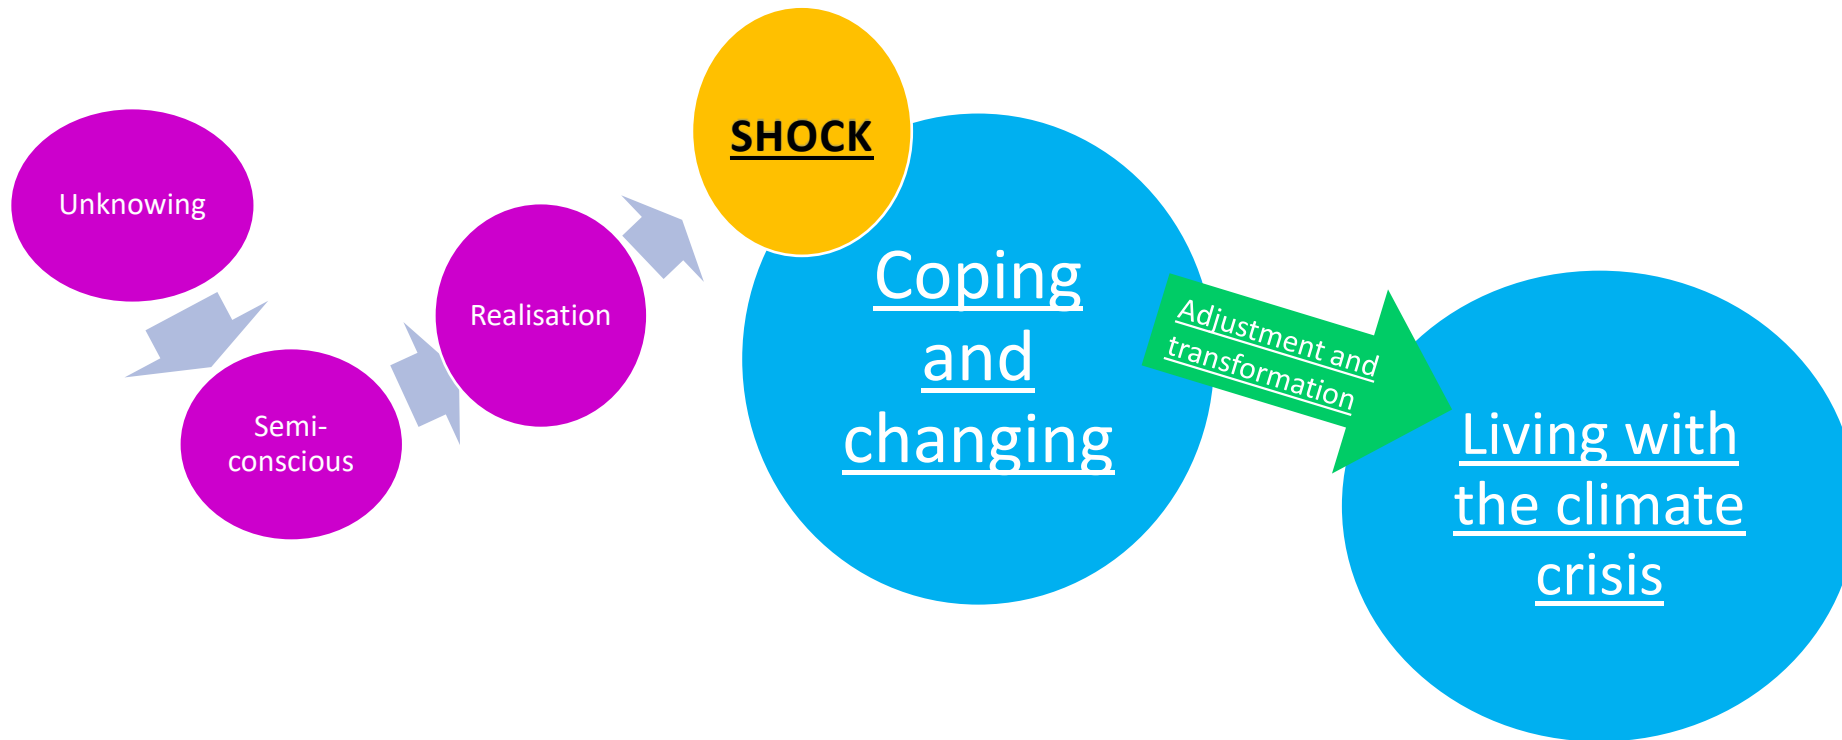 Unknowing
Semi-
conscious
Realisation
SHOCK
Coping
and
changing
Adjustment and
transformation
Living with
the climate
crisis